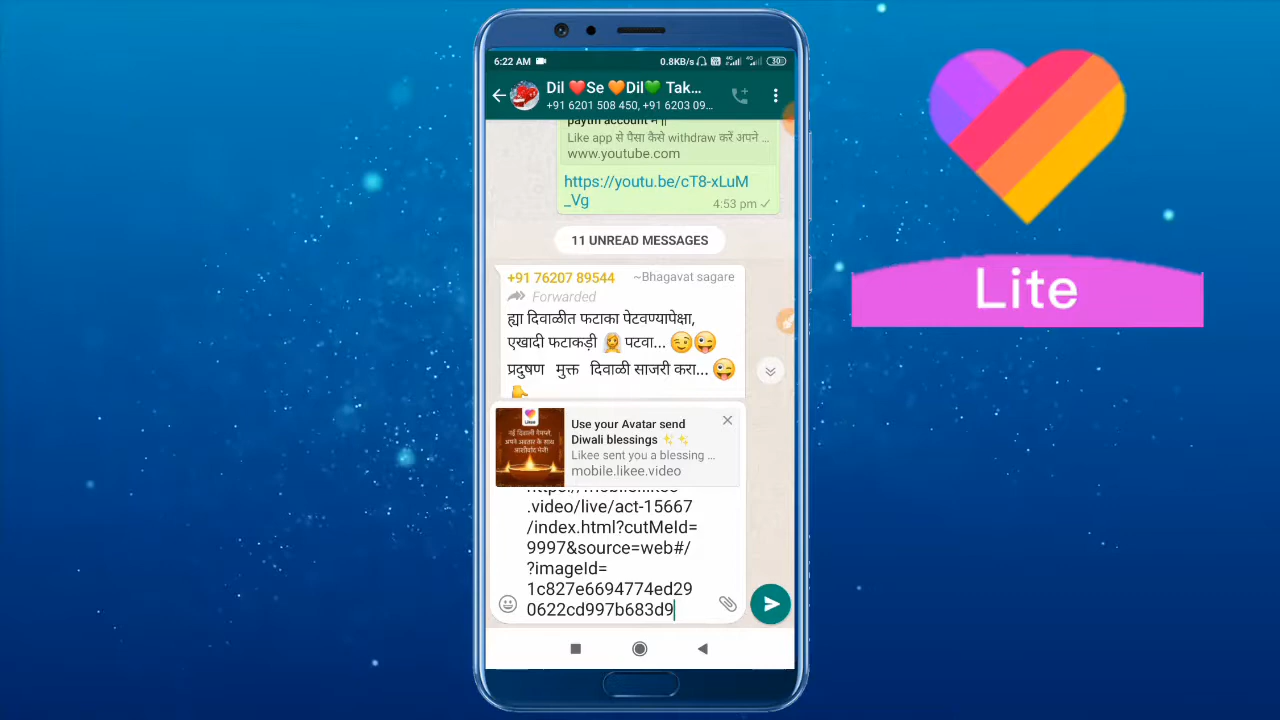 6:22 AM
0.8KB/s
30
Dil ❤️Se 🧡Dil💚 Tak...
+91 6201 508 450, +91 6203 09...
paytm account में||
Like app से पैसा कैसे withdraw करें अपने ...
www.youtube.com
https://youtu.be/cT8-xLuM
_Vg
4:53 pm
11 UNREAD MESSAGES
+91 76207 89544 ~Bhagavat sagare
Forwarded
ह्या दिवाळीत फटाका पेटवण्यापेक्षा,
एखादी फटाकडी 👰 पटवा... 😉😜
प्रदुषण मुक्त दिवाळी साजरी करा... 😜
Use your Avatar send
Diwali blessings ✨✨
Likee sent you a blessing ...
mobile.likee.video
.video/live/act-15667
/index.html?cutMeId=
9997&source=web#/
?imageId=
1c827e6694774ed29
0622cd997b683d9
Lite